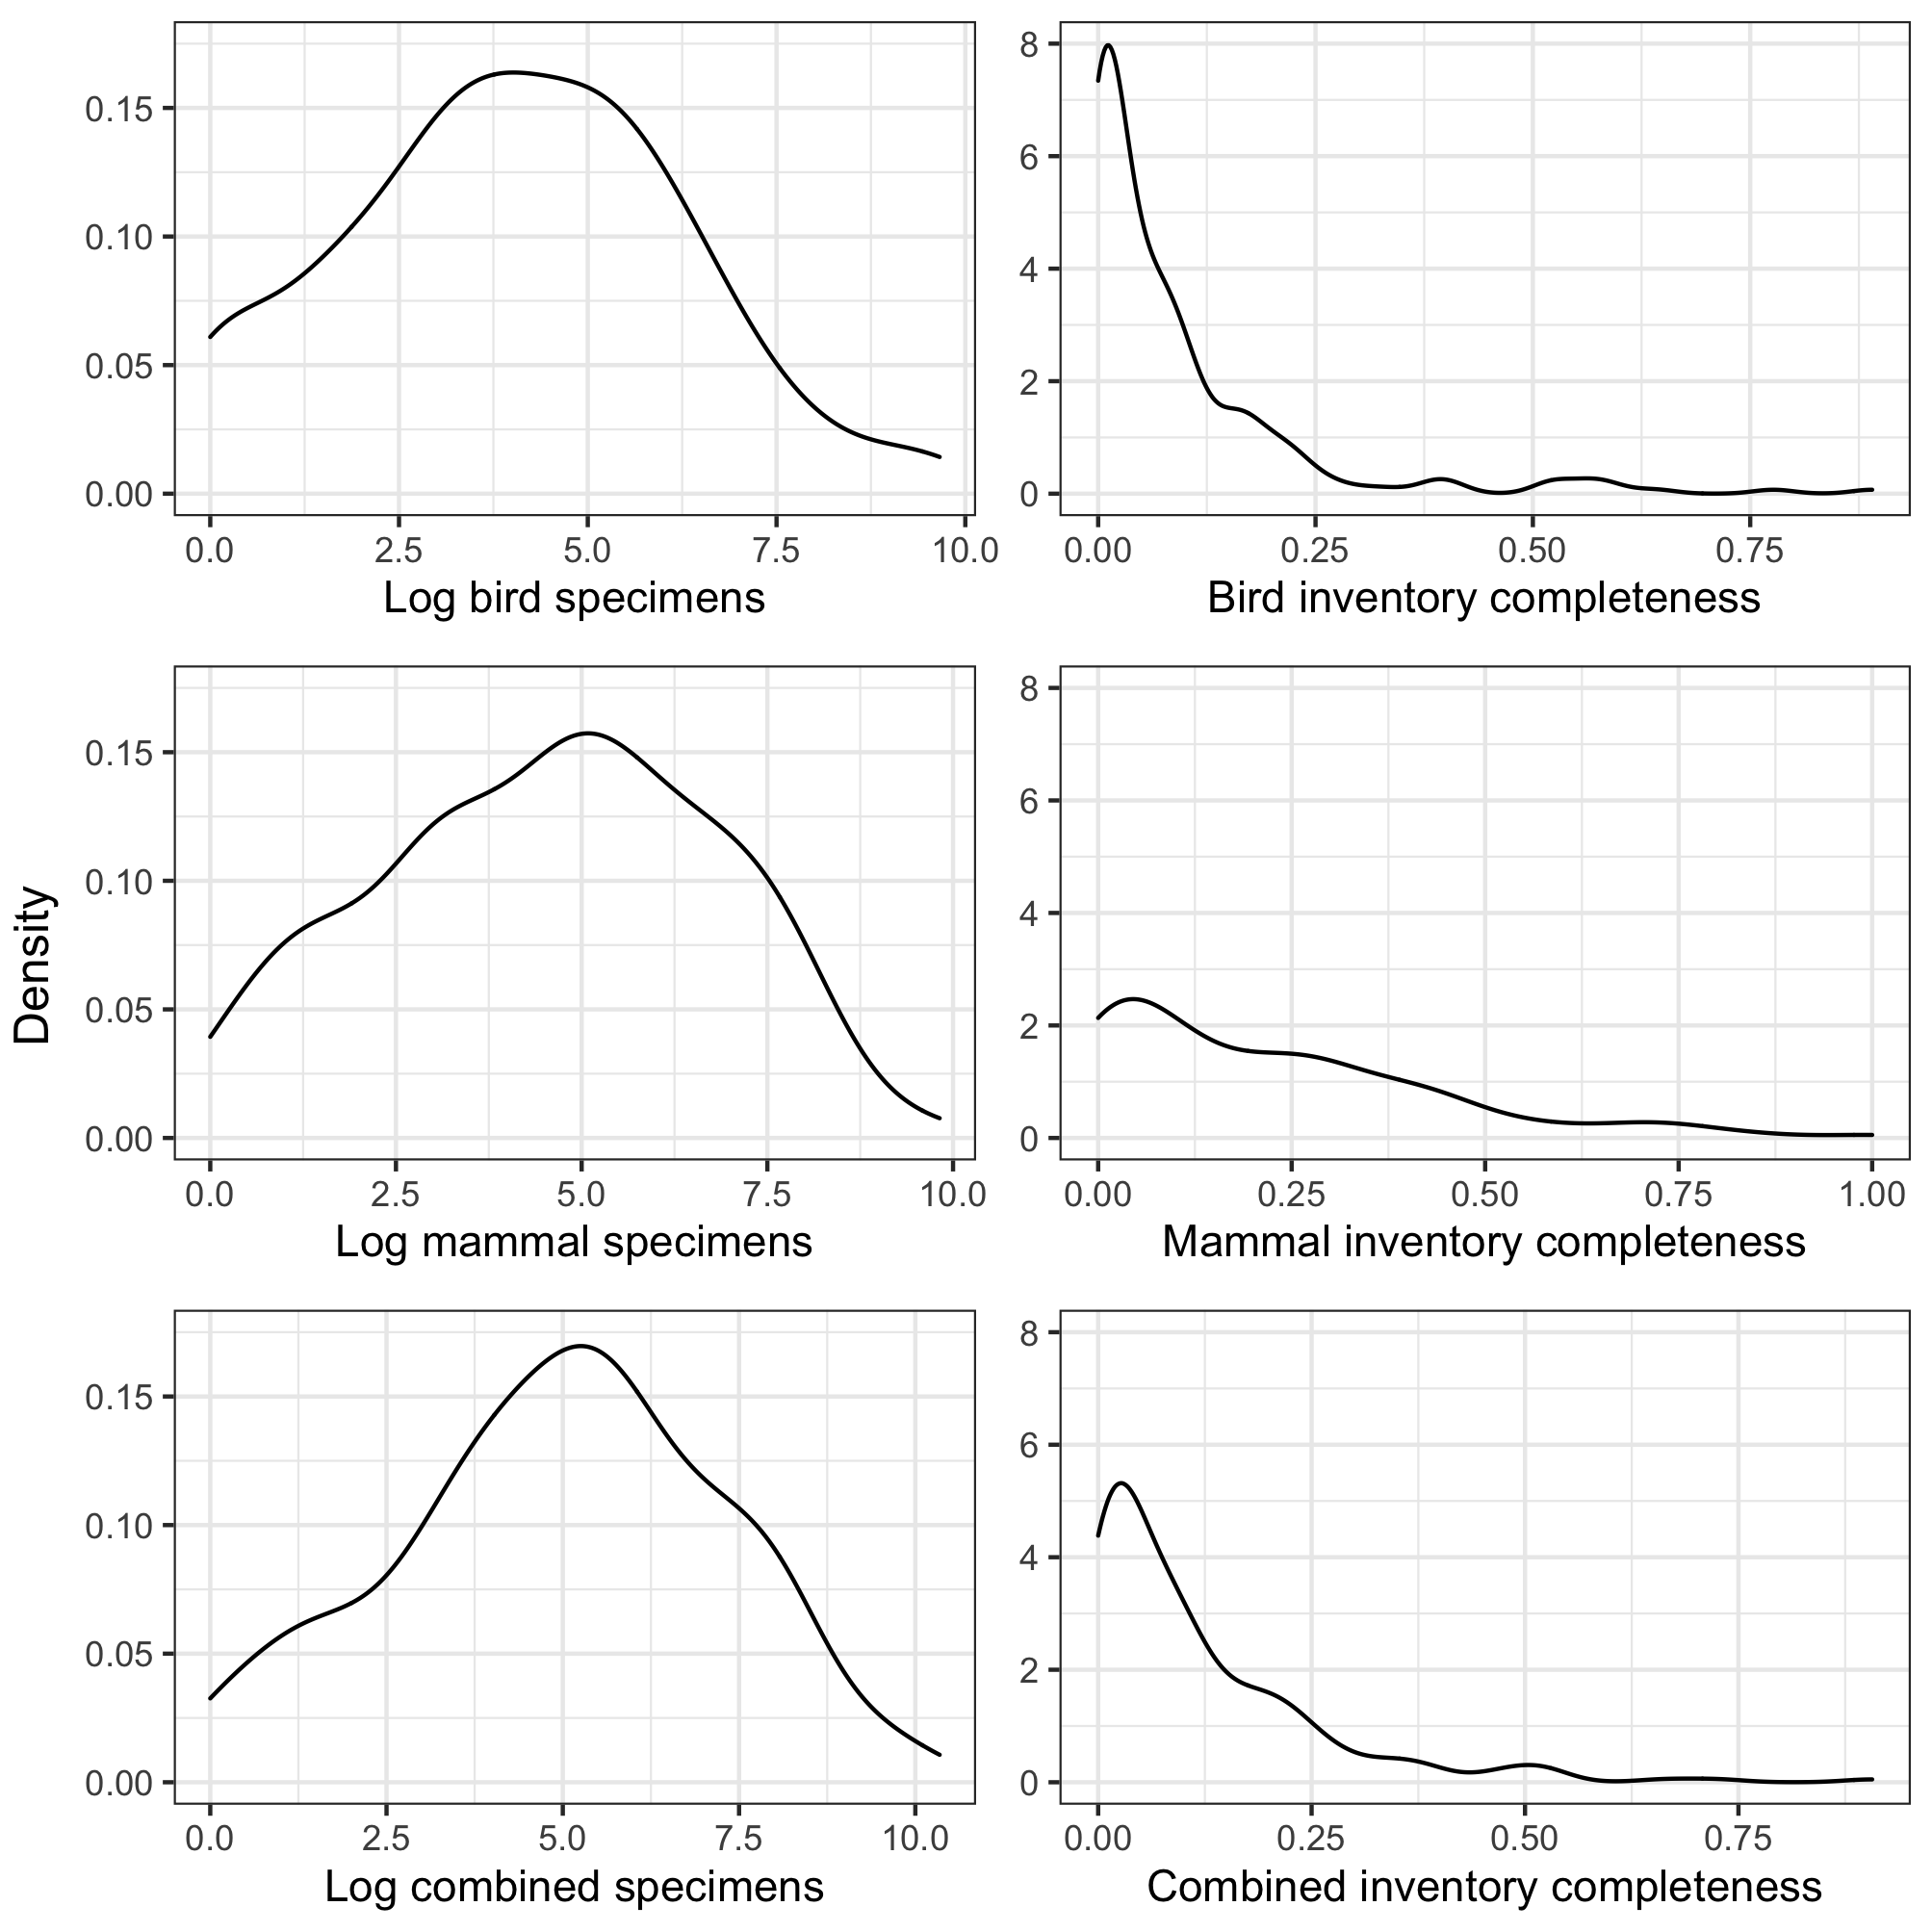 Density
0.15
0.10
0.05
0.00
0.0 2.5 5.0 7.5 10.0
Log bird specimens
8
6
4
2
0
0.00 0.25 0.50 0.75
Bird inventory completeness
0.15
0.10
0.05
0.00
0.0 2.5 5.0 7.5 10.0
Log mammal specimens
8
6
4
2
0
0.00 0.25 0.50 0.75 1.00
Mammal inventory completeness
0.15
0.10
0.05
0.00
0.0 2.5 5.0 7.5 10.0
Log combined specimens
8
6
4
2
0
0.00 0.25 0.50 0.75
Combined inventory completeness